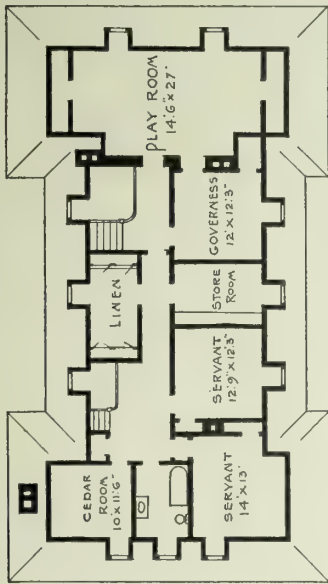 PLAY ROOM
14'6" x 27'
GOVERNESS
12' x 12'3"
LINEN
STORE
ROOM
SERVANT
12'9" x 12'3"
CEDAR
ROOM
10' x 11'6"
SERVANT
14' x 13'